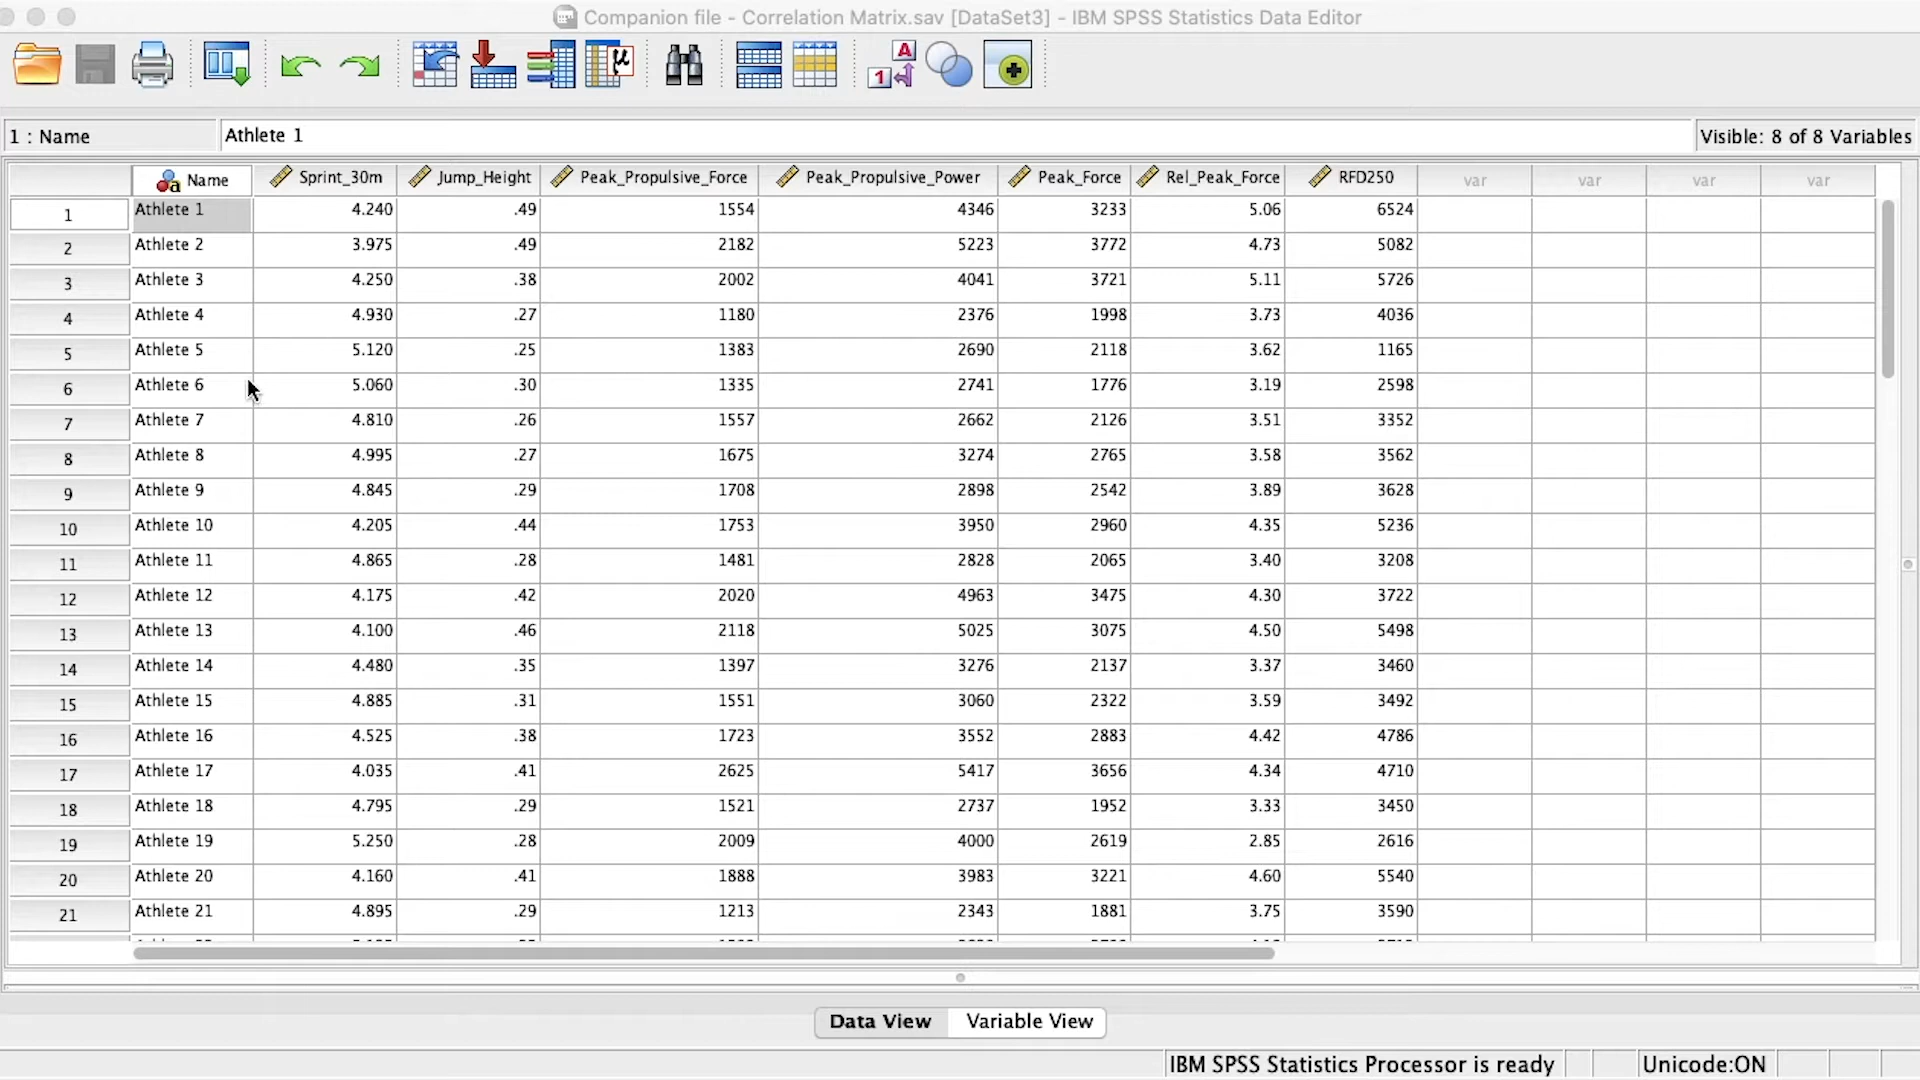 Companion file - Correlation Matrix.sav [DataSet3] - IBM SPSS Statistics Data Editor
1 : Name Athlete 1 Visible: 8 of 8 Variables
Name Sprint_30m Jump_Height Peak_Propulsive_Force Peak_Propulsive_Power Peak_Force Rel_Peak_Force RFD250 var var var var
1 Athlete 1 4.240 .49 1554 4346 3233 5.06 6524
2 Athlete 2 3.975 .49 2182 5223 3772 4.73 5082
3 Athlete 3 4.250 .38 2002 4041 3721 5.11 5726
4 Athlete 4 4.930 .27 1180 2376 1998 3.73 4036
5 Athlete 5 5.120 .25 1383 2690 2118 3.62 1165
6 Athlete 6 5.060 .30 1335 2741 1776 3.19 2598
7 Athlete 7 4.810 .26 1557 2662 2126 3.51 3352
8 Athlete 8 4.995 .27 1675 3274 2765 3.58 3562
9 Athlete 9 4.845 .29 1708 2898 2542 3.89 3628
10 Athlete 10 4.205 .44 1753 3950 2960 4.35 5236
11 Athlete 11 4.865 .28 1481 2828 2065 3.40 3208
12 Athlete 12 4.175 .42 2020 4963 3475 4.30 3722
13 Athlete 13 4.100 .46 2118 5025 3075 4.50 5498
14 Athlete 14 4.480 .35 1397 3276 2137 3.37 3460
15 Athlete 15 4.885 .31 1551 3060 2322 3.59 3492
16 Athlete 16 4.525 .38 1723 3552 2883 4.42 4786
17 Athlete 17 4.035 .41 2625 5417 3656 4.34 4710
18 Athlete 18 4.795 .29 1521 2737 1952 3.33 3450
19 Athlete 19 5.250 .28 2009 4000 2619 2.85 2616
20 Athlete 20 4.160 .41 1888 3983 3221 4.60 5540
21 Athlete 21 4.895 .29 1213 2343 1881 3.75 3590
Data View Variable View
IBM SPSS Statistics Processor is ready Unicode:ON